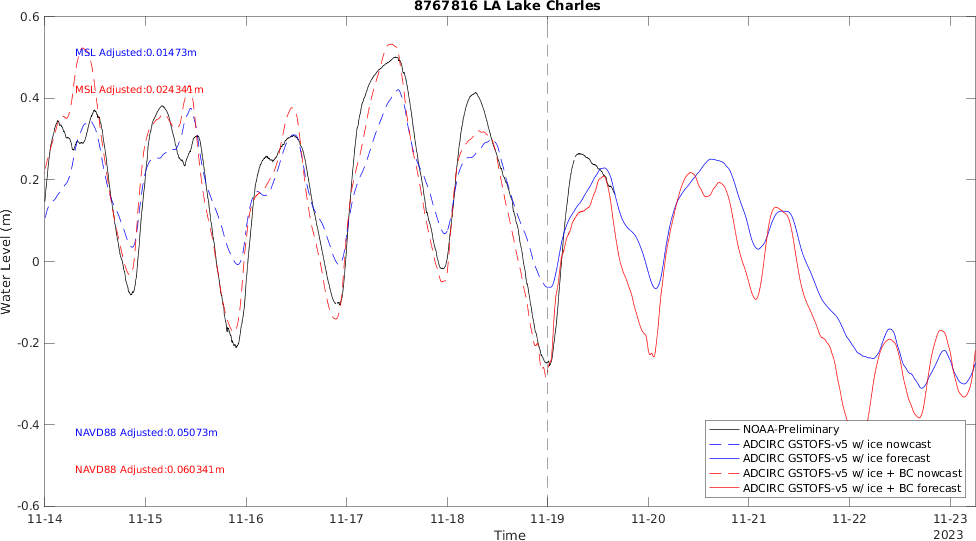 8767816 LA Lake Charles
0.6
MSL Adjusted:0.01473m
MSL Adjusted:0.024341m
0.4
0.2
0
-0.2
-0.4
-0.6
Water Level (m)
NAVD88 Adjusted:0.05073m
NAVD88 Adjusted:0.060341m
NOAA-Preliminary
ADCIRC GSTOFS-v5 w/ ice nowcast
ADCIRC GSTOFS-v5 w/ ice forecast
ADCIRC GSTOFS-v5 w/ ice + BC nowcast
ADCIRC GSTOFS-v5 w/ ice + BC forecast
11-14 11-15 11-16 11-17 11-18 11-19 11-20 11-21 11-22 11-23
Time
2023